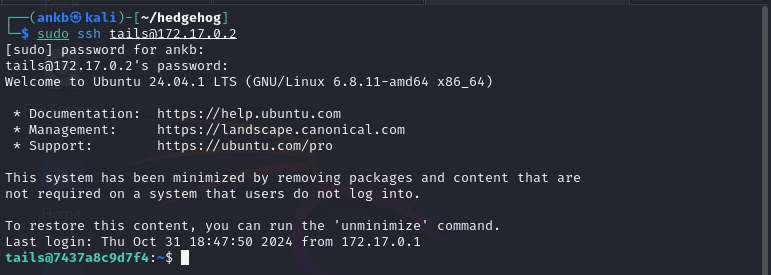 ┌──(ankb㉿kali)-[~/hedgehog]
└─$ sudo ssh tails@172.17.0.2
[sudo] password for ankb:
tails@172.17.0.2's password:
Welcome to Ubuntu 24.04.1 LTS (GNU/Linux 6.8.11-amd64 x86_64)
* Documentation:  https://help.ubuntu.com
* Management:     https://landscape.canonical.com
* Support:        https://ubuntu.com/pro
This system has been minimized by removing packages and content that are
not required on a system that users do not log into.
To restore this content, you can run the 'unminimize' command.
Last login: Thu Oct 31 18:47:50 2024 from 172.17.0.1
tails@7437a8c9d7f4:~$
Trash
Home